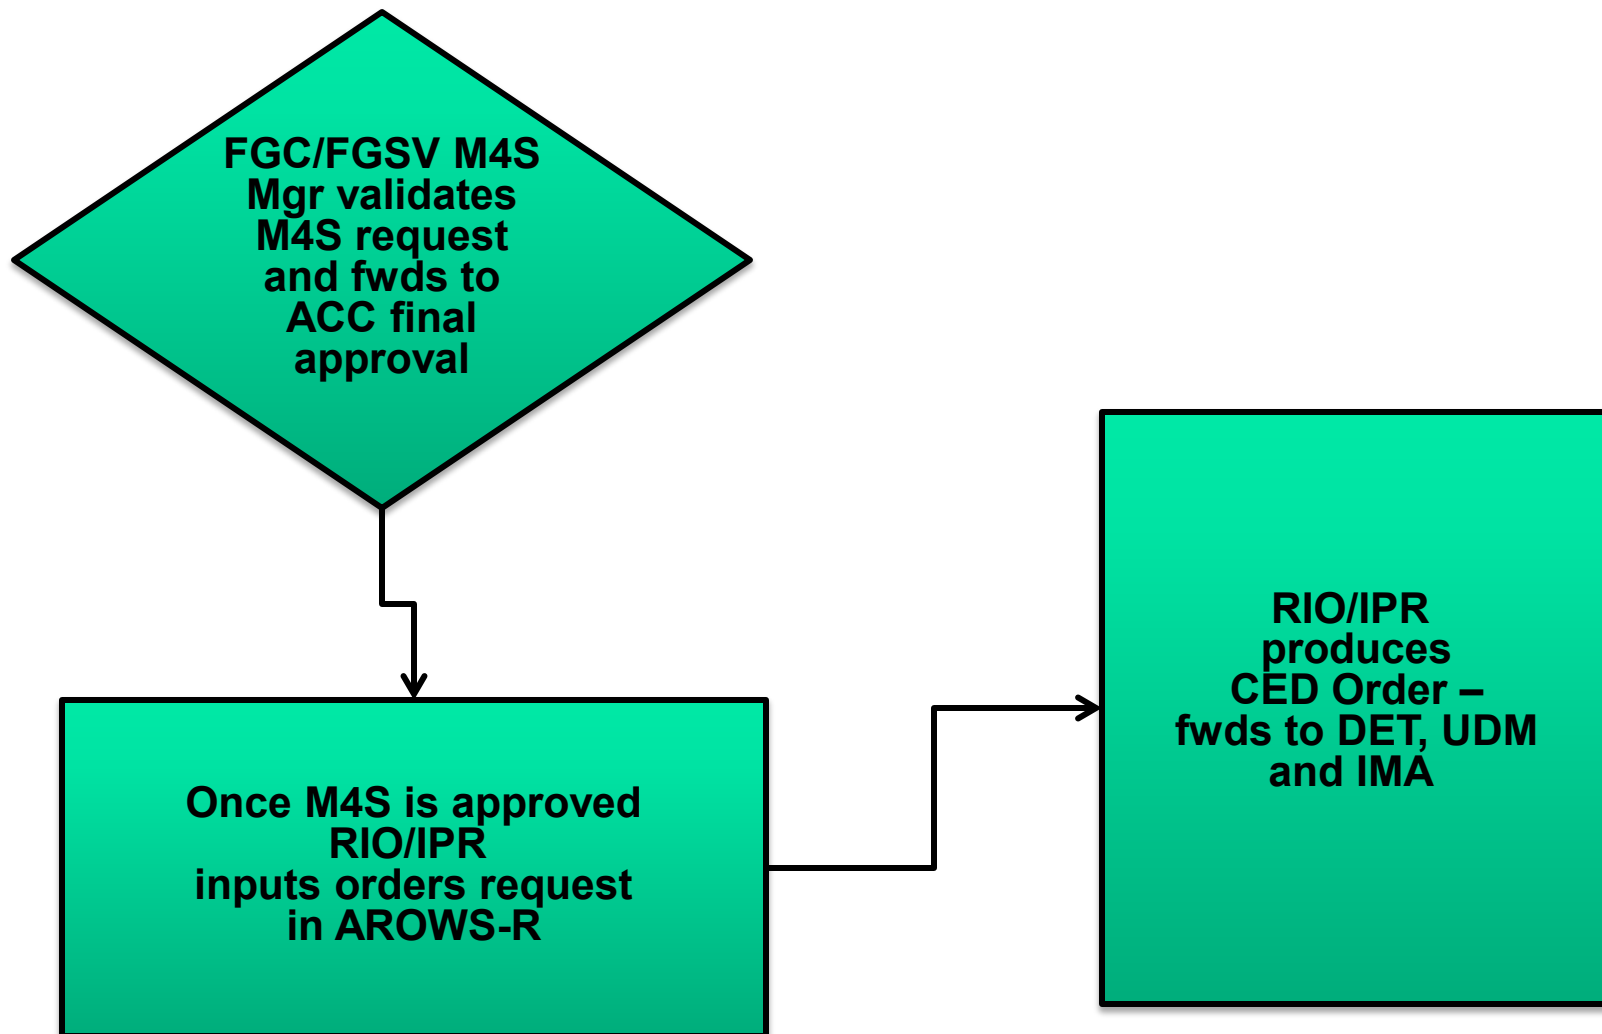 FGC/FGSV M4S
Mgr validates
M4S request
and fwds to
ACC final
approval
Once M4S is approved
RIO/IPR
inputs orders request
in AROWS-R
RIO/IPR
produces
CED Order –
fwds to DET, UDM
and IMA